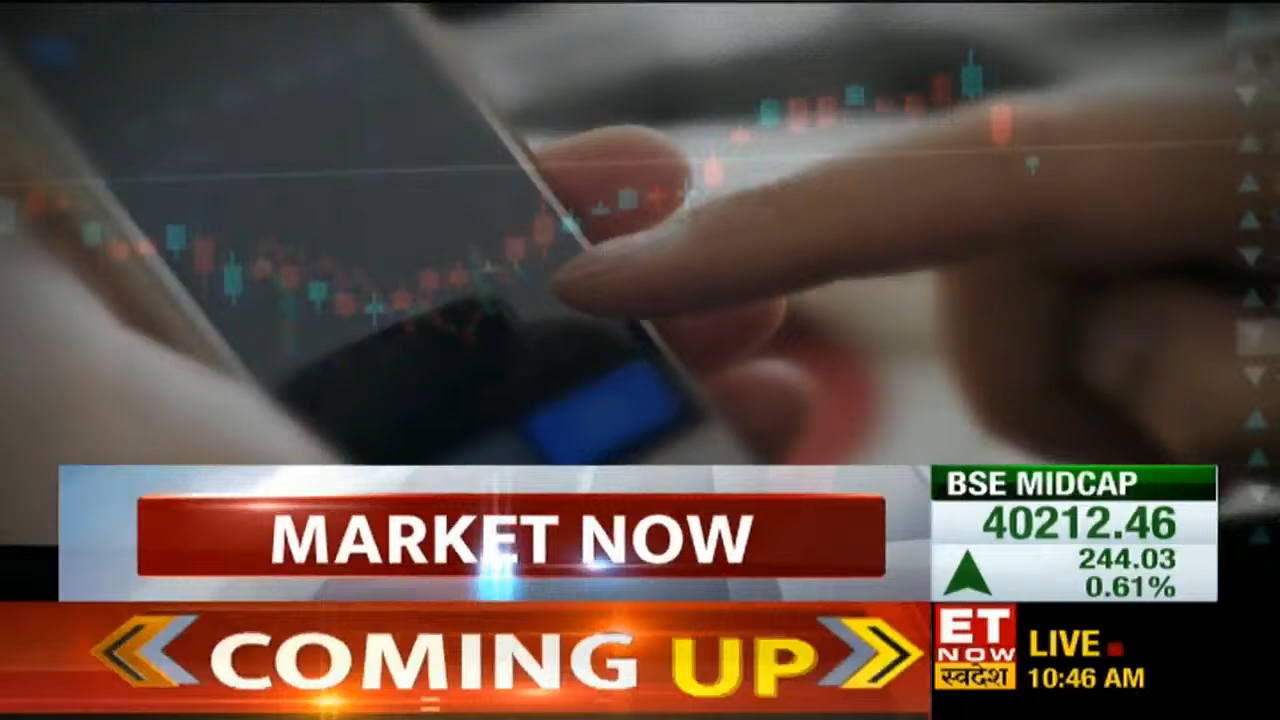 MARKET NOW
BSE MIDCAP
40212.46
244.03
0.61%
COMING UP
ET
NOW
स्वदेश
LIVE
10:46 AM